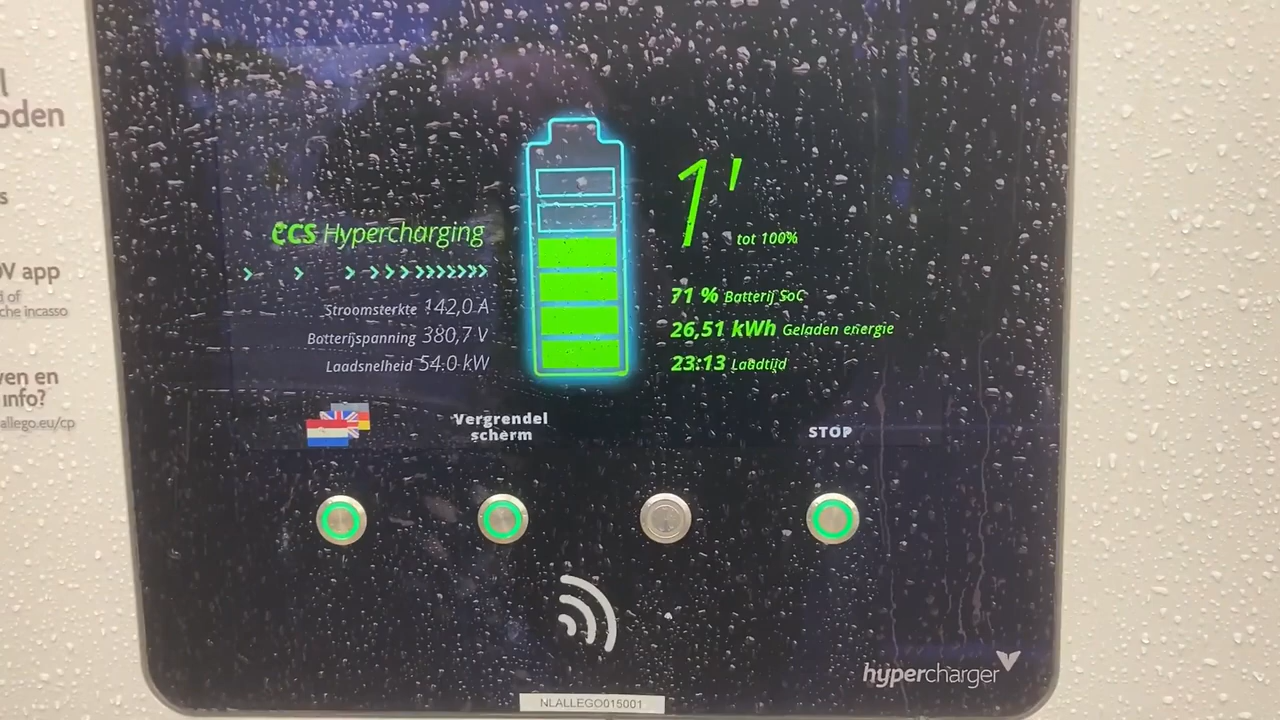 l
oden
s
OV app
d of
che incasso
ven en
info?
allego.eu/cp
CCS Hypercharging
Stroomsterkte 142,0 A
Batterijspanning 380,7 V
Laadsnelheid 54.0 kW
1'
tot 100%
71 % Batterij SoC
26,51 kWh Geladen energie
23:13 Laadtijd
Vergrendel
scherm
STOP
hypercharger
NLALLEGO015001